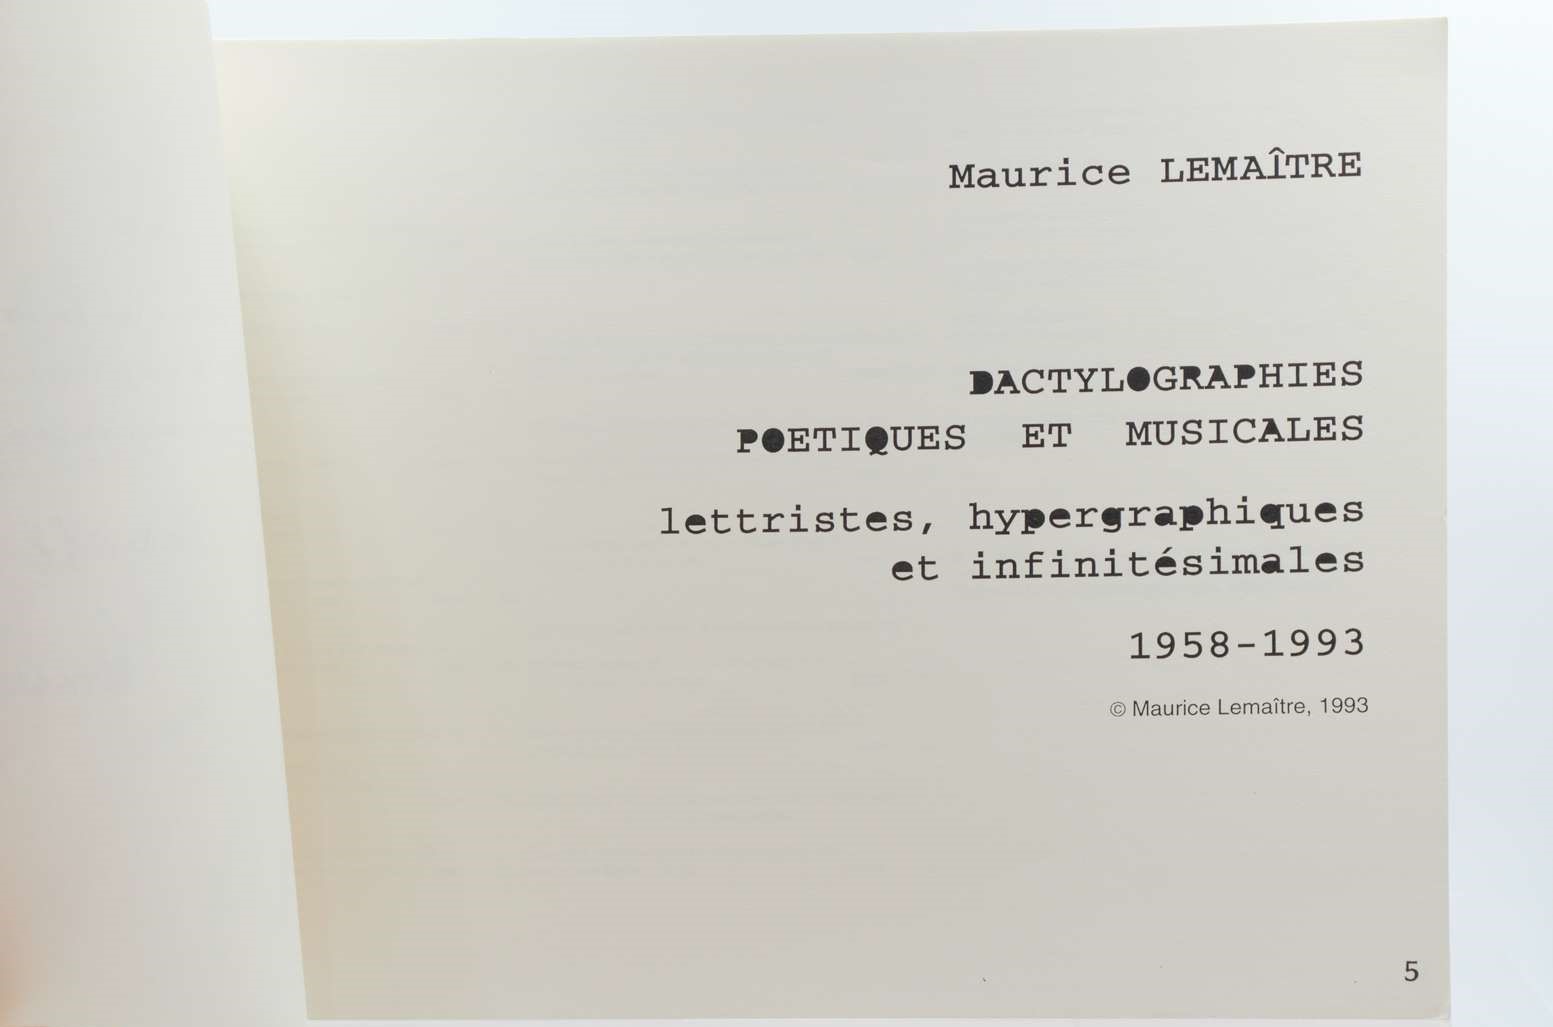 Maurice LEMAÎTRE
DACTYLOGRAPHIES
POETIQUES ET MUSICALES
lettristes, hypergraphiques
et infinitésimales
1958-1993
© Maurice Lemaître, 1993
5